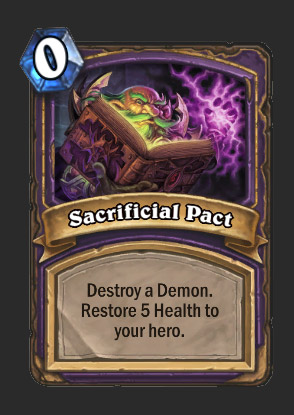 0
Sacrificial Pact
Destroy a Demon.
Restore 5 Health to
your hero.